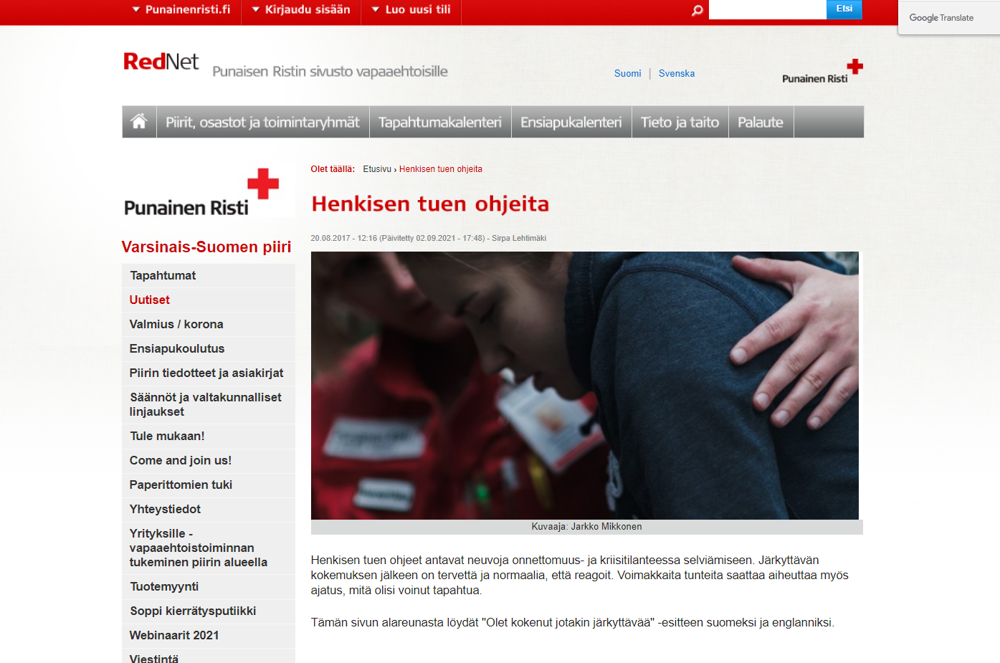 Punainenristi.fi
Kirjaudu sisään
Luo uusi tili
Etsi
Google Translate
RedNet
Punaisen Ristin sivusto vapaaehtoisille
Suomi | Svenska
Punainen Risti
Piirit, osastot ja toimintaryhmät
Tapahtumakalenteri
Ensiapukalenteri
Tieto ja taito
Palaute
Punainen Risti
Varsinais-Suomen piiri
Tapahtumat
Uutiset
Valmius / korona
Ensiapukoulutus
Piirin tiedotteet ja asiakirjat
Säännöt ja valtakunnalliset
linjaukset
Tule mukaan!
Come and join us!
Paperittomien tuki
Yhteystiedot
Yrityksille -
vapaaehtoistoiminnan
tukeminen piirin alueella
Tuotemyynti
Soppi kierrätysputiikki
Webinaarit 2021
Viestintä
Olet täällä: Etusivu › Henkisen tuen ohjeita
Henkisen tuen ohjeita
20.08.2017 - 12:16 (Päivitetty 02.09.2021 - 17:48) - Sirpa Lehtimäki
Kuvaaja: Jarkko Mikkonen
Henkisen tuen ohjeet antavat neuvoja onnettomuus- ja kriisitilanteessa selviämiseen. Järkyttävän
kokemuksen jälkeen on tervettä ja normaalia, että reagoit. Voimakkaita tunteita saattaa aiheuttaa myös
ajatus, mitä olisi voinut tapahtua.
Tämän sivun alareunasta löydät "Olet kokenut jotakin järkyttävää" -esitteen suomeksi ja englanniksi.